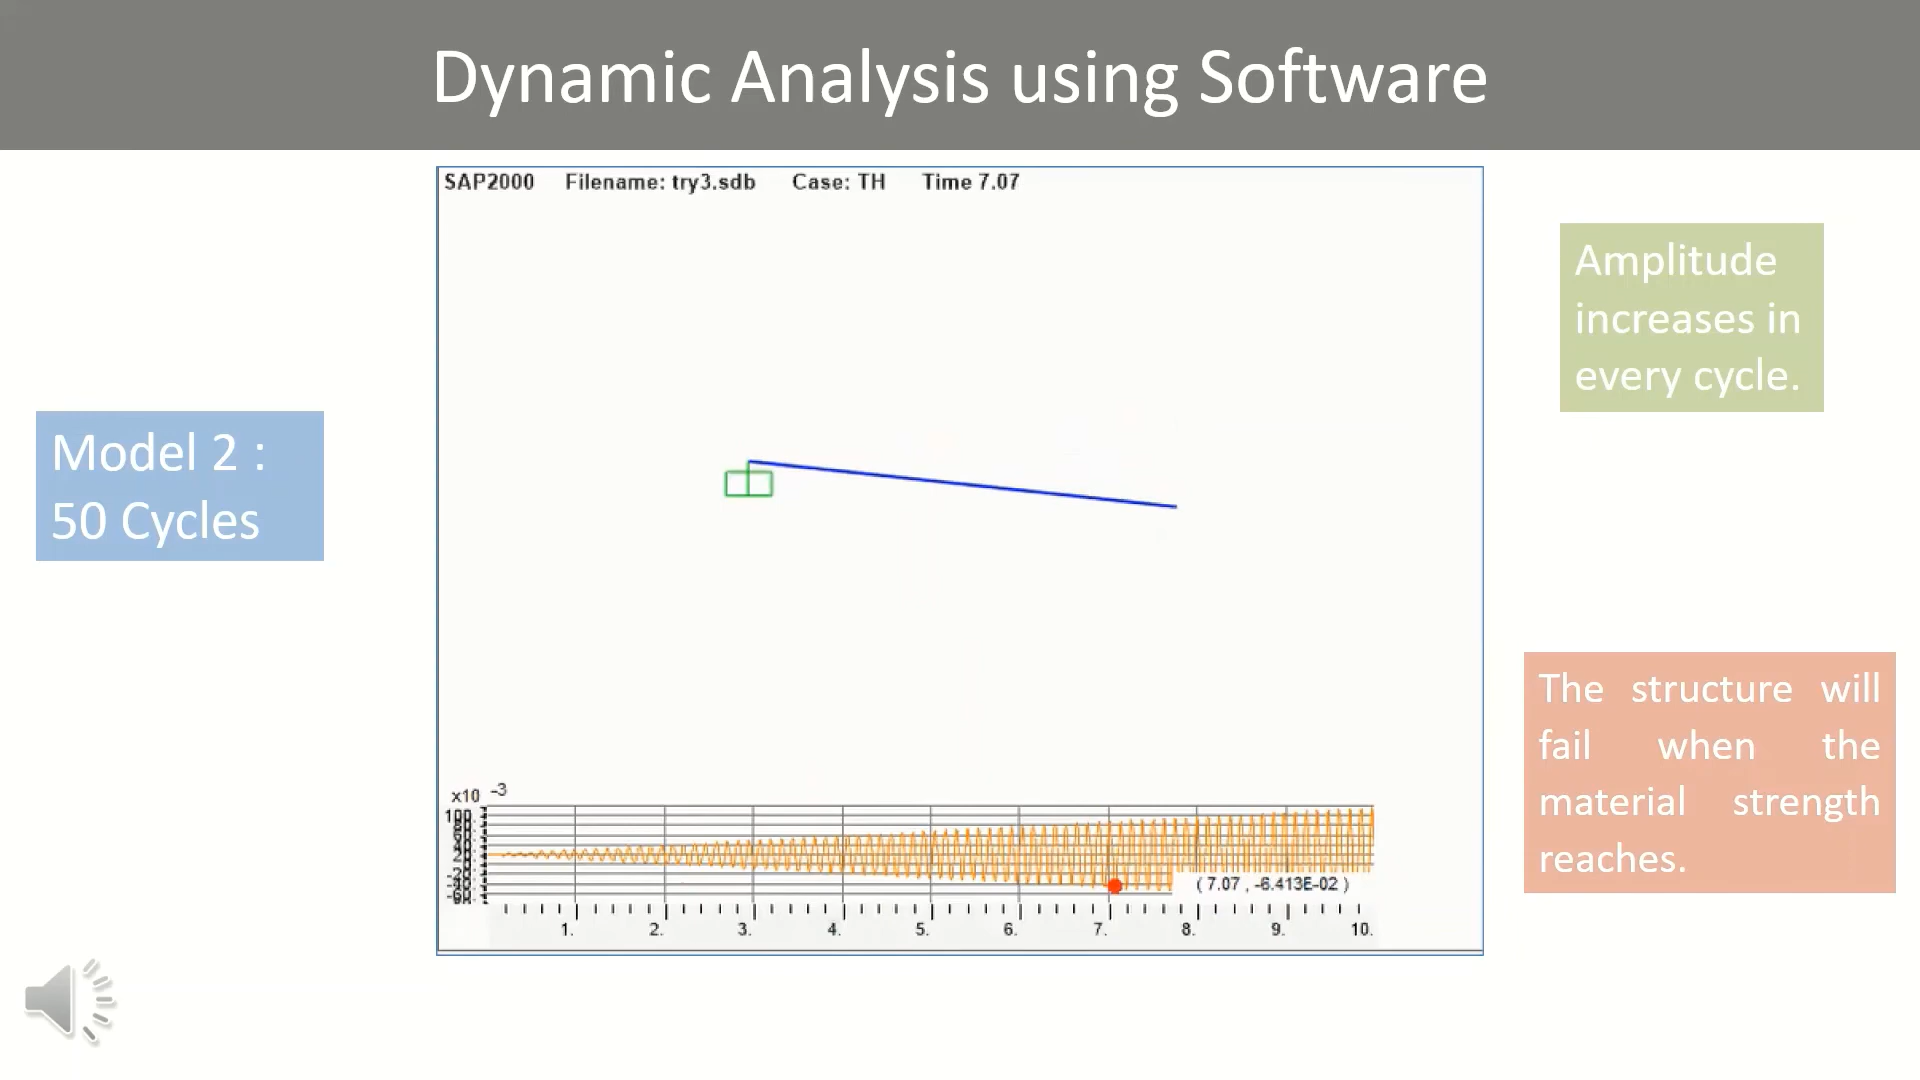 Dynamic Analysis using Software
SAP2000 Filename: try3.sdb Case: TH Time 7.07
Amplitude
increases in
every cycle.
Model 2 :
50 Cycles
The structure will
fail when the
material strength
reaches.
x10 -3
100.
( 7.07 , -6.413E-02 )
1. 2. 3. 4. 5. 6. 7. 8. 9. 10.